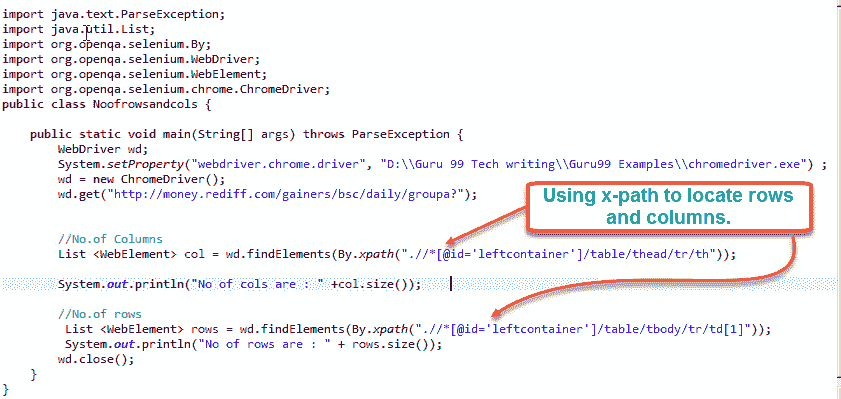 import java.text.ParseException;
import java.util.List;
import org.openqa.selenium.By;
import org.openqa.selenium.WebDriver;
import org.openqa.selenium.WebElement;
import org.openqa.selenium.chrome.ChromeDriver;
public class Noofrowsandcols {
public static void main(String[] args) throws ParseException {
WebDriver wd;
System.setProperty("webdriver.chrome.driver", "D:\\Guru 99 Tech writing\\Guru99 Examples\\chromedriver.exe") ;
wd = new ChromeDriver();
wd.get("http://money.rediff.com/gainers/bsc/daily/groupa?");
Using x-path to locate rows
and columns.
//No.of Columns
List <WebElement> col = wd.findElements(By.xpath(".//*[@id='leftcontainer']/table/thead/tr/th"));
System.out.println("No of cols are : " +col.size());
//No.of rows
List <WebElement> rows = wd.findElements(By.xpath(".//*[@id='leftcontainer']/table/tbody/tr/td[1]"));
System.out.println("No of rows are : " + rows.size());
wd.close();
}
}